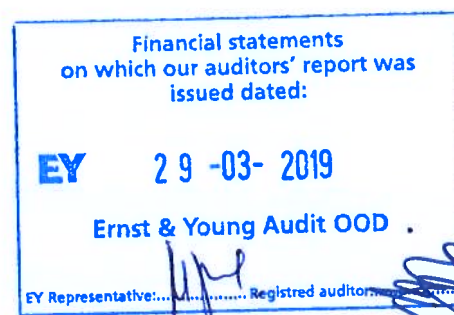 Financial statements
on which our auditors' report was
issued dated:
EY 29 -03- 2019
Ernst & Young Audit OOD
EY Representative:................ Registred auditor................